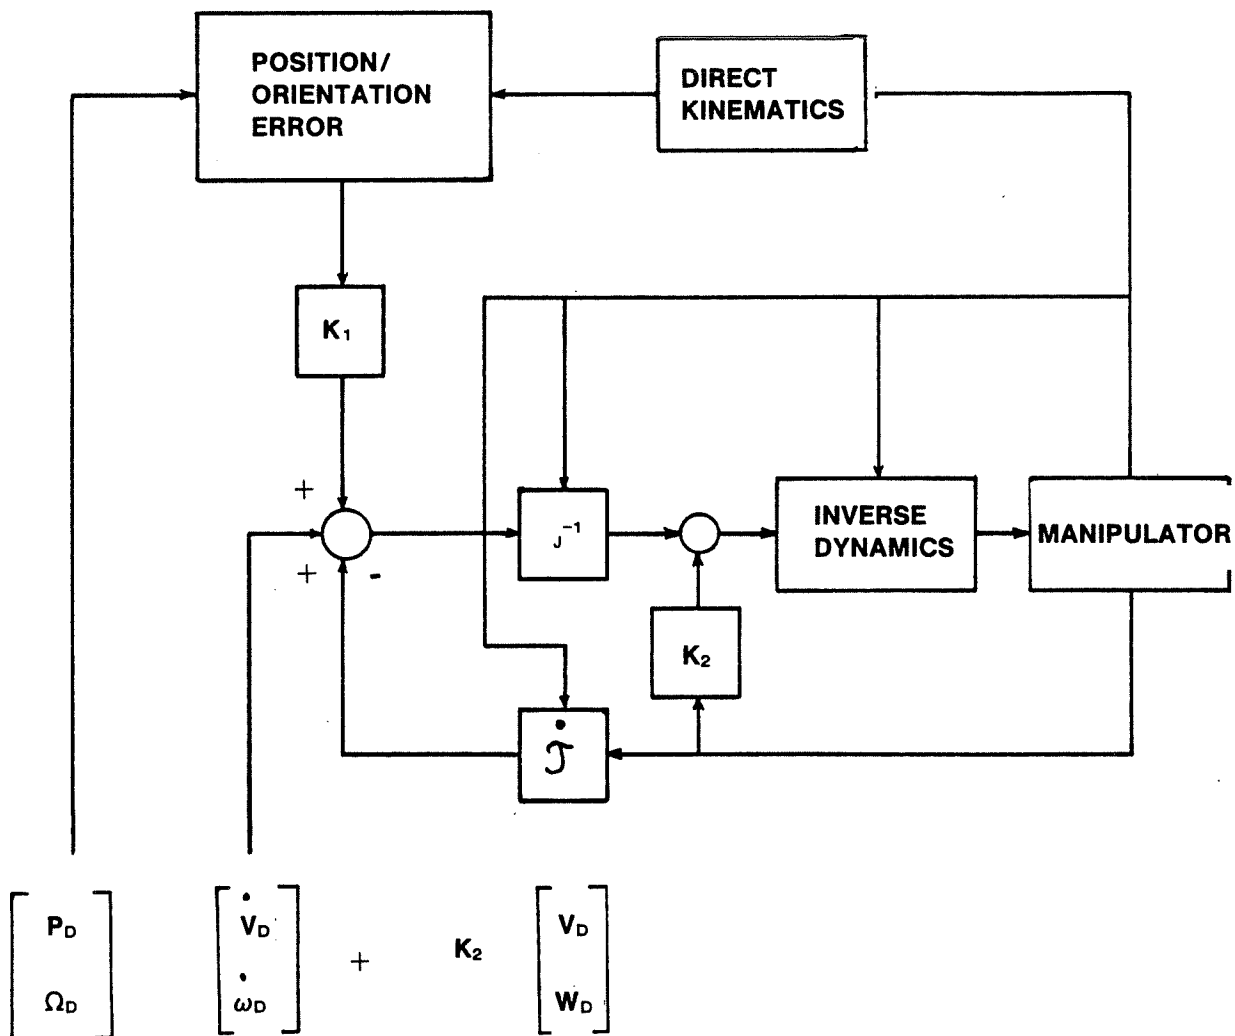 POSITION/
ORIENTATION
ERROR
DIRECT
KINEMATICS
K₁
+
+
-
J⁻¹
INVERSE
DYNAMICS
MANIPULATOR
K₂
J̇
P_D
Ω_D
V̇_D
ω̇_D
+
K₂
V_D
W_D